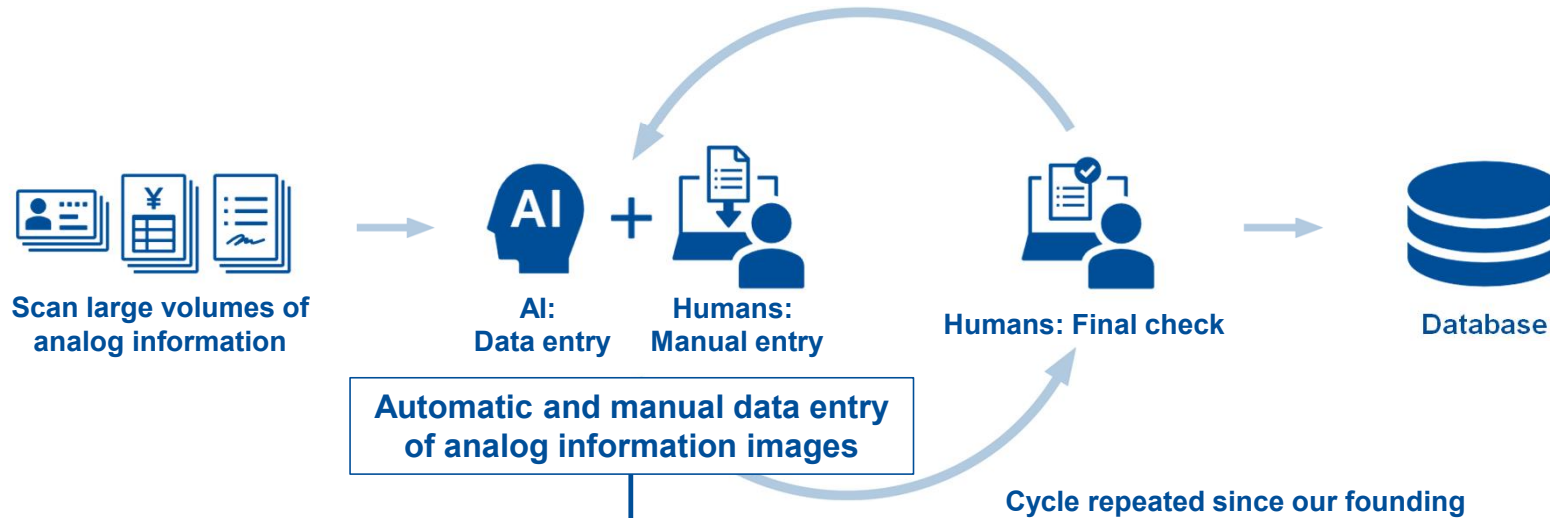 ¥
AI
Scan large volumes of
analog information
AI:
Data entry
Humans:
Manual entry
Humans: Final check
Database
Automatic and manual data entry
of analog information images
Cycle repeated since our founding